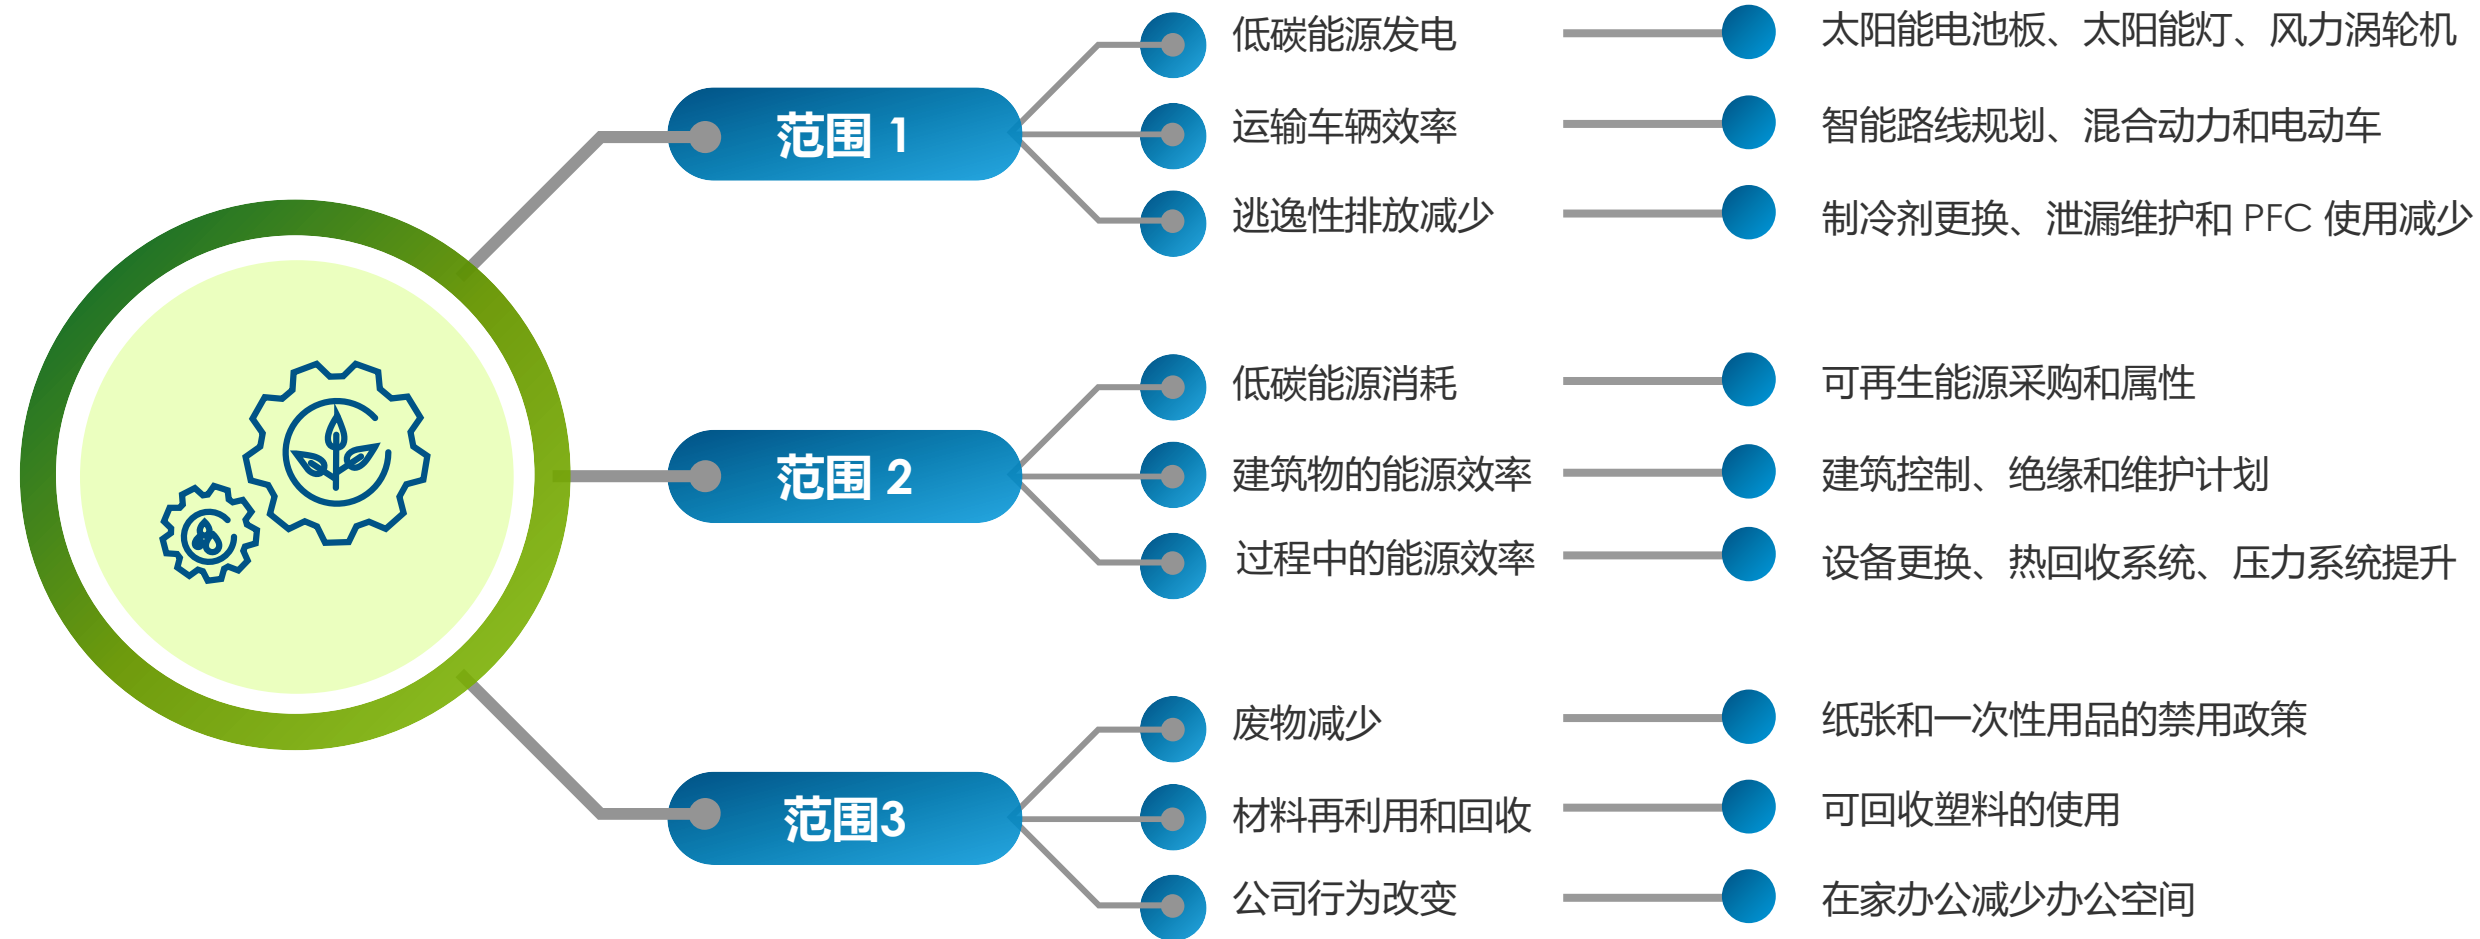 范围 1
低碳能源发电
太阳能电池板、太阳能灯、风力涡轮机
运输车辆效率
智能路线规划、混合动力和电动车
逃逸性排放减少
制冷剂更换、泄漏维护和 PFC 使用减少
范围 2
低碳能源消耗
可再生能源采购和属性
建筑物的能源效率
建筑控制、绝缘和维护计划
过程中的能源效率
设备更换、热回收系统、压力系统提升
范围3
废物减少
纸张和一次性用品的禁用政策
材料再利用和回收
可回收塑料的使用
公司行为改变
在家办公减少办公空间